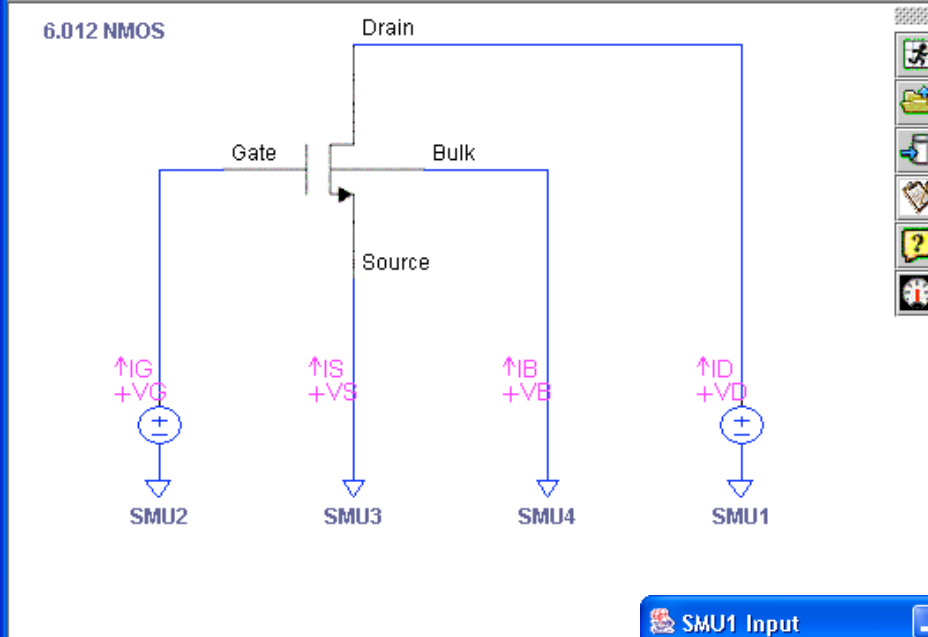 6.012 NMOS
Drain
Gate
Bulk
Source
↑IG
+VG
↑IS
+VS
↑IB
+VB
↑ID
+VD
SMU2
SMU3
SMU4
SMU1
?
SMU1 Input